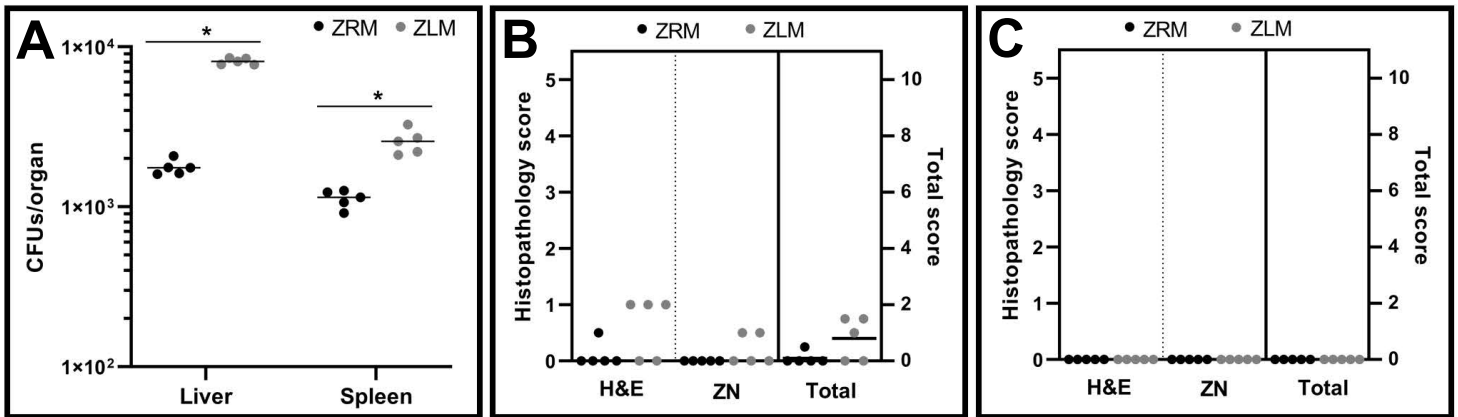 A
ZRM ZLM
CFUs/organ
1×10⁴
1×10³
1×10²
*
*
Liver Spleen
B
ZRM ZLM
Histopathology score
5
4
3
2
1
0
Total score
10
8
6
4
2
0
H&E ZN Total
C
ZRM ZLM
Histopathology score
5
4
3
2
1
0
Total score
10
8
6
4
2
0
H&E ZN Total